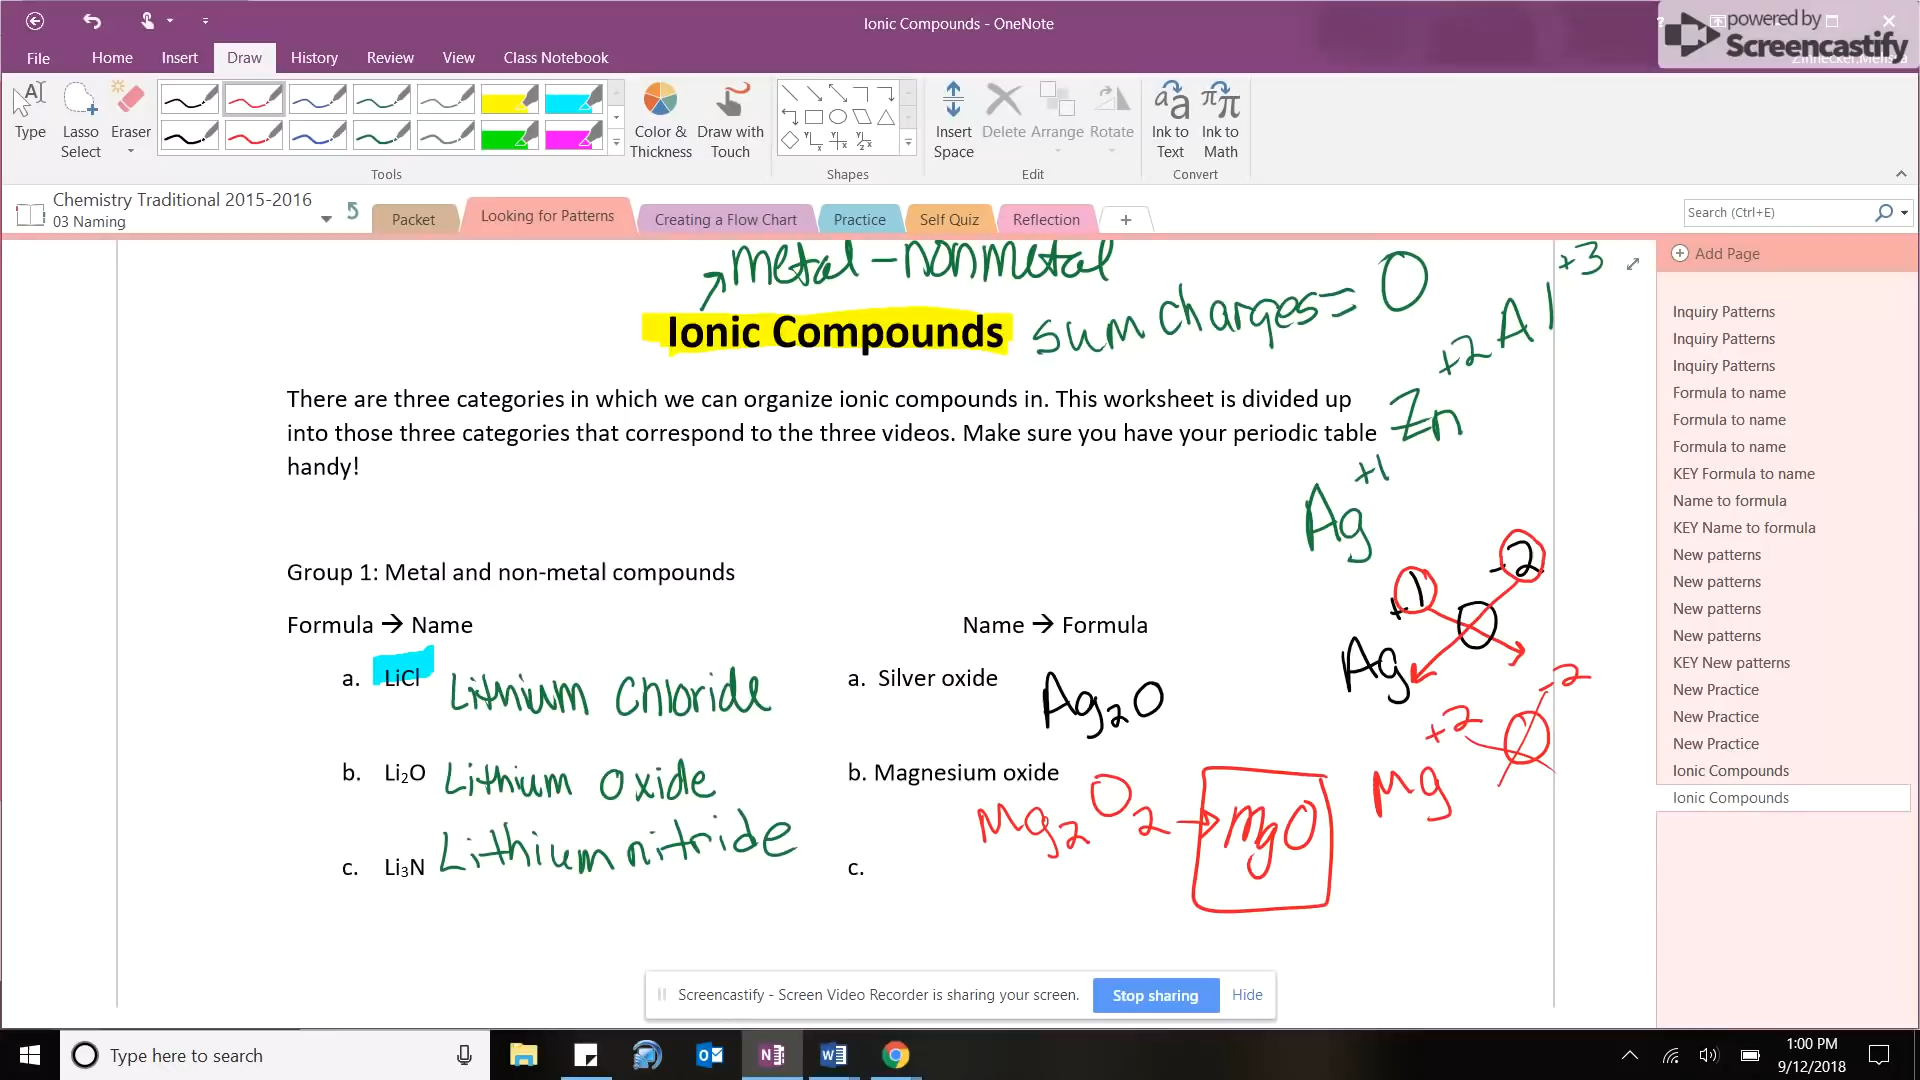 Ionic Compounds - OneNote
powered by
Screencastify
File Home Insert Draw History Review View Class Notebook
Type
Lasso Select
Eraser
Color & Thickness
Draw with Touch
Insert Space
Delete
Arrange
Rotate
Ink to Text
Ink to Math
Tools Shapes Edit Convert
Chemistry Traditional 2015-2016
03 Naming
Packet Looking for Patterns Creating a Flow Chart Practice Self Quiz Reflection +
Search (Ctrl+E)
Add Page
Inquiry Patterns
Inquiry Patterns
Inquiry Patterns
Formula to name
Formula to name
Formula to name
KEY Formula to name
Name to formula
KEY Name to formula
New patterns
New patterns
New patterns
New patterns
KEY New patterns
New Practice
New Practice
New Practice
Ionic Compounds
Ionic Compounds
metal - nonmetal
Ionic Compounds
sum charges = 0
Al +3
Zn +2
Ag +1
There are three categories in which we can organize ionic compounds in. This worksheet is divided up
into those three categories that correspond to the three videos. Make sure you have your periodic table
handy!
Group 1: Metal and non-metal compounds
Formula → Name
Name → Formula
a. LiCl Lithium chloride
a. Silver oxide Ag₂O
Ag +1 O -2
b. Li₂O Lithium oxide
b. Magnesium oxide
Mg₂O₂ → MgO
Mg +2 O -2
c. Li₃N Lithium nitride
c.
Screencastify - Screen Video Recorder is sharing your screen. Stop sharing Hide
Type here to search
1:00 PM
9/12/2018